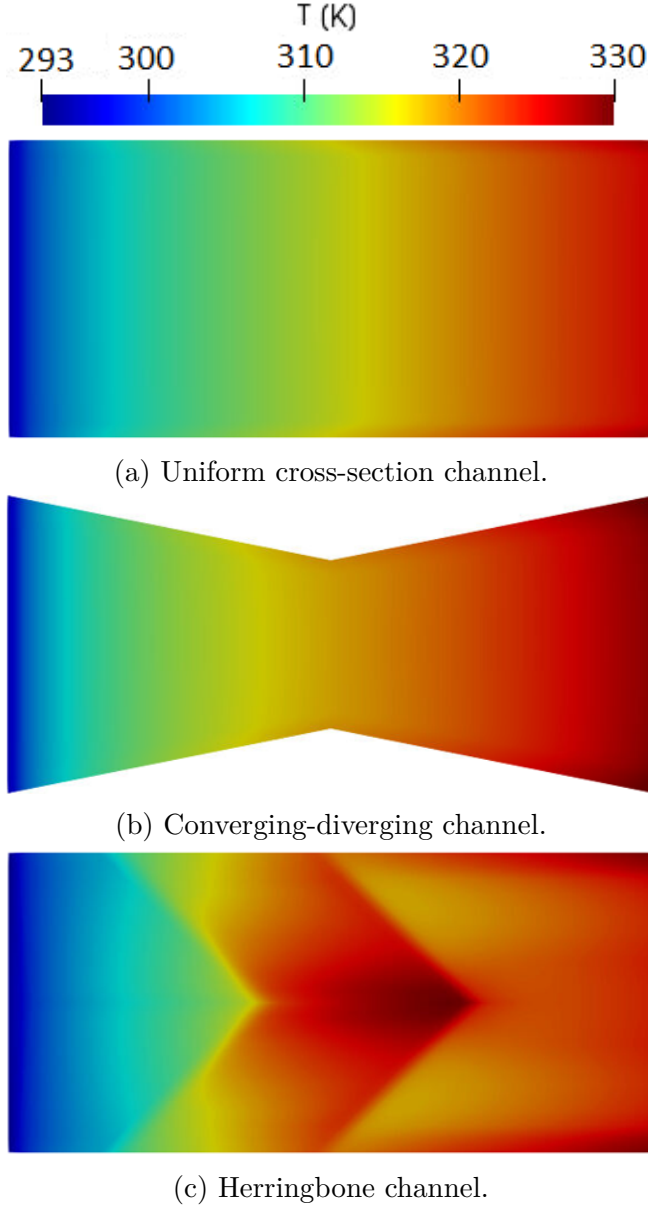 T (K)
293 300 310 320 330
(a) Uniform cross-section channel.
(b) Converging-diverging channel.
(c) Herringbone channel.